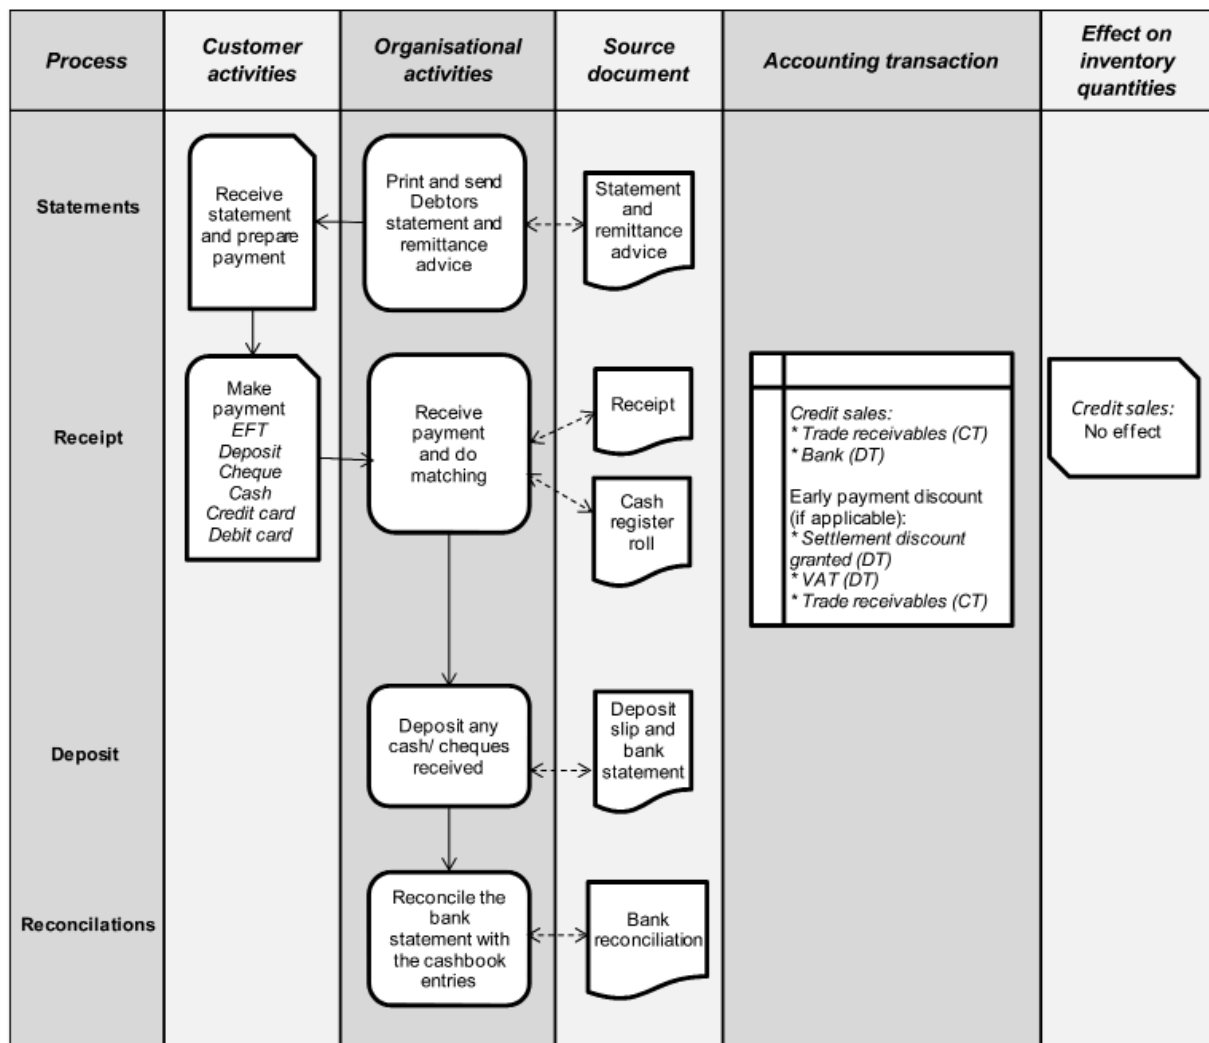 Process
Customer
activities
Organisational
activities
Source
document
Accounting transaction
Effect on
inventory
quantities
Statements
Receive
statement
and prepare
payment
Print and send
Debtors
statement and
remittance
advice
Statement
and
remittance
advice
Receipt
Make
payment
EFT
Deposit
Cheque
Cash
Credit card
Debit card
Receive
payment
and do
matching
Receipt
Cash
register
roll
Credit sales:
* Trade receivables (CT)
* Bank (DT)
Early payment discount
(if applicable):
* Settlement discount
granted (DT)
* VAT (DT)
* Trade receivables (CT)
Credit sales:
No effect
Deposit
Deposit any
cash/ cheques
received
Deposit
slip and
bank
statement
Reconcilations
Reconcile the
bank
statement with
the cashbook
entries
Bank
reconciliation